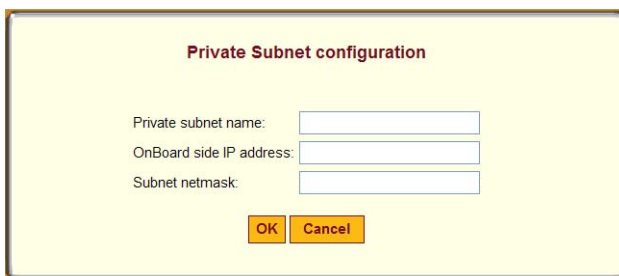 Private Subnet configuration
Private subnet name:
OnBoard side IP address:
Subnet netmask:
OK Cancel